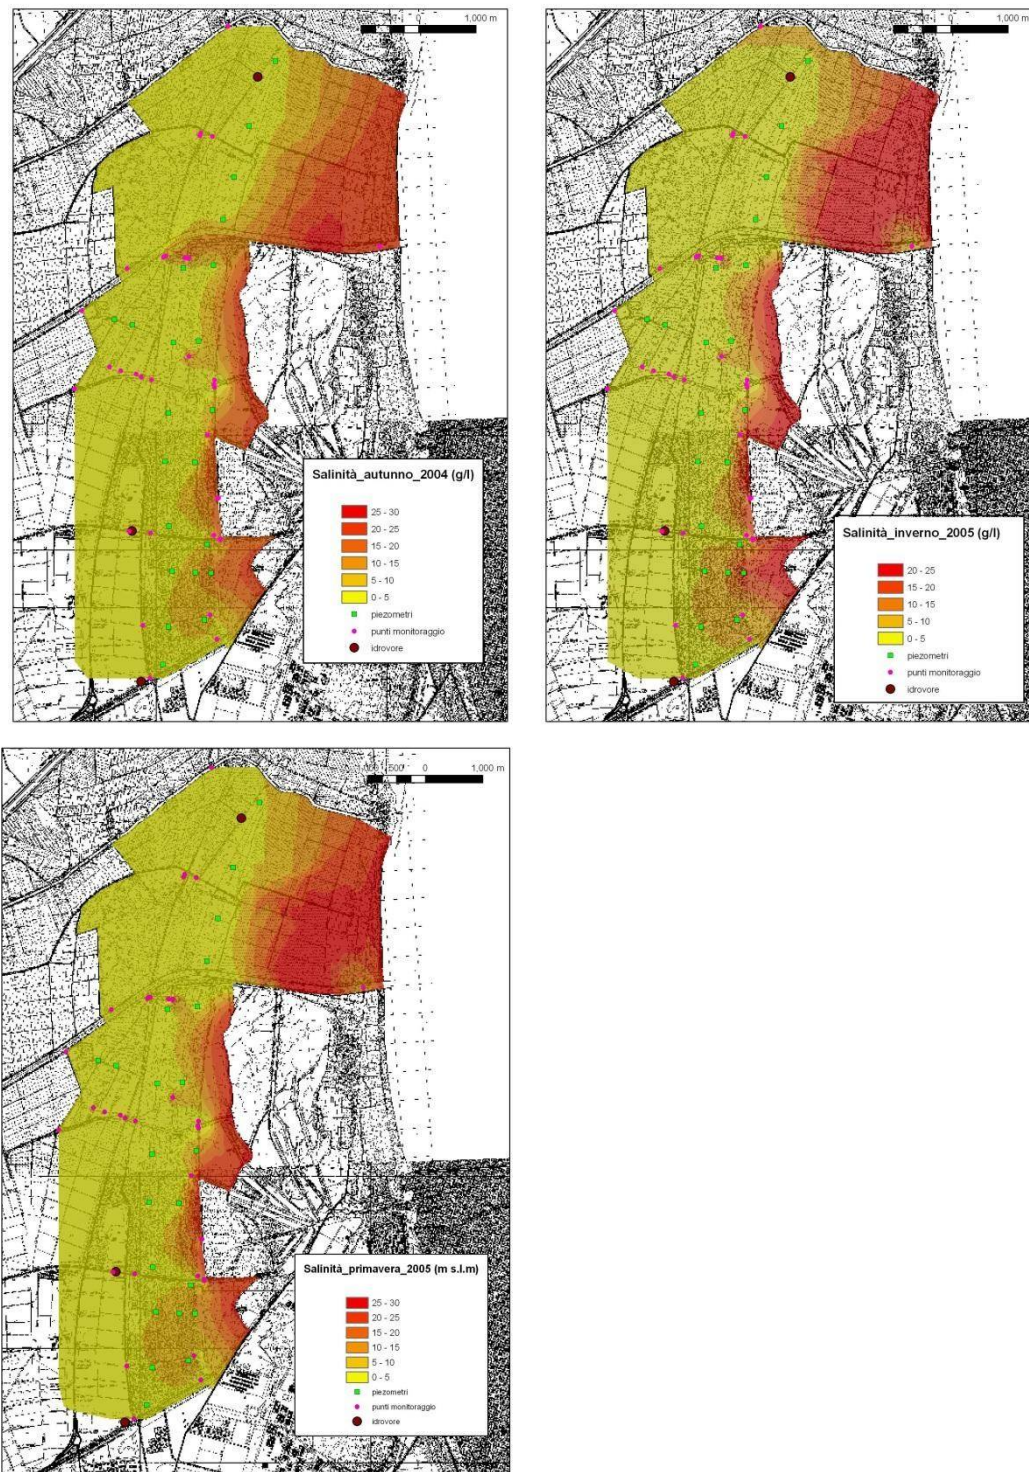 500 0 1,000 m
Salinità_autunno_2004 (g/l)
25 - 30
20 - 25
15 - 20
10 - 15
5 - 10
0 - 5
piezometri
punti monitoraggio
idrovore
0 1,000 m
Salinità_inverno_2005 (g/l)
20 - 25
15 - 20
10 - 15
5 - 10
0 - 5
piezometri
punti monitoraggio
idrovore
500 0 1,000 m
Salinità_primavera_2005 (m s.l.m)
25 - 30
20 - 25
15 - 20
10 - 15
5 - 10
0 - 5
piezometri
punti monitoraggio
idrovore